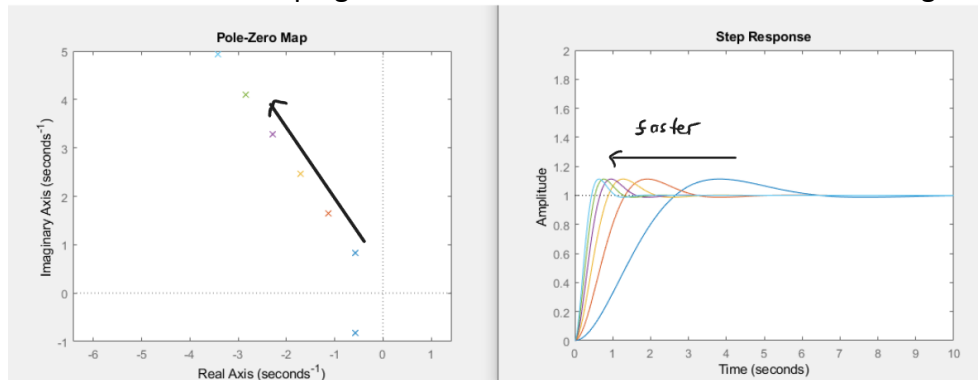 Pole-Zero Map
5
4
3
2
1
0
-1
-6 -5 -4 -3 -2 -1 0 1
Imaginary Axis (seconds⁻¹)
Real Axis (seconds⁻¹)
Step Response
faster
2
1.8
1.6
1.4
1.2
1
0.8
0.6
0.4
0.2
0
0 1 2 3 4 5 6 7 8 9 10
Amplitude
Time (seconds)